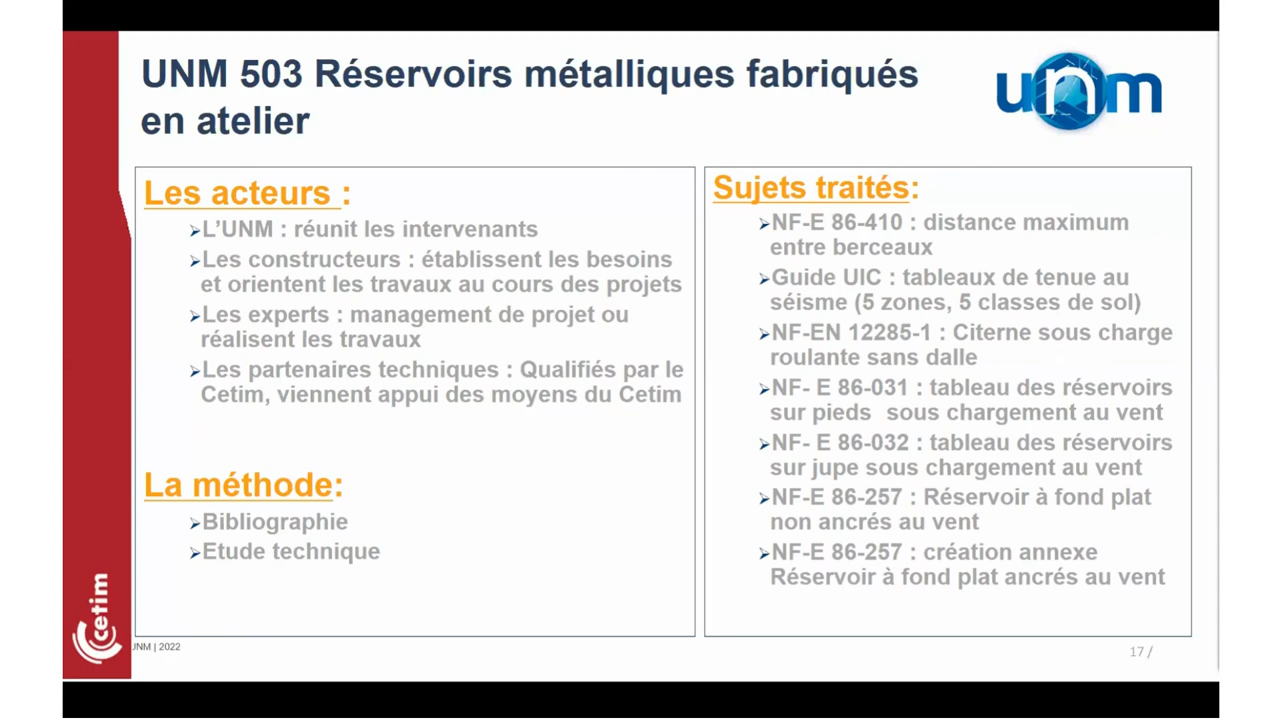 UNM 503 Réservoirs métalliques fabriqués
en atelier
unm
Les acteurs :
➢L’UNM : réunit les intervenants
➢Les constructeurs : établissent les besoins
et orientent les travaux au cours des projets
➢Les experts : management de projet ou
réalisent les travaux
➢Les partenaires techniques : Qualifiés par le
Cetim, viennent appui des moyens du Cetim
La méthode:
➢Bibliographie
➢Etude technique
Sujets traités:
➢NF-E 86-410 : distance maximum
entre berceaux
➢Guide UIC : tableaux de tenue au
séisme (5 zones, 5 classes de sol)
➢NF-EN 12285-1 : Citerne sous charge
roulante sans dalle
➢NF- E 86-031 : tableau des réservoirs
sur pieds sous chargement au vent
➢NF- E 86-032 : tableau des réservoirs
sur jupe sous chargement au vent
➢NF-E 86-257 : Réservoir à fond plat
non ancrés au vent
➢NF-E 86-257 : création annexe
Réservoir à fond plat ancrés au vent
cetim
UNM | 2022
17 /